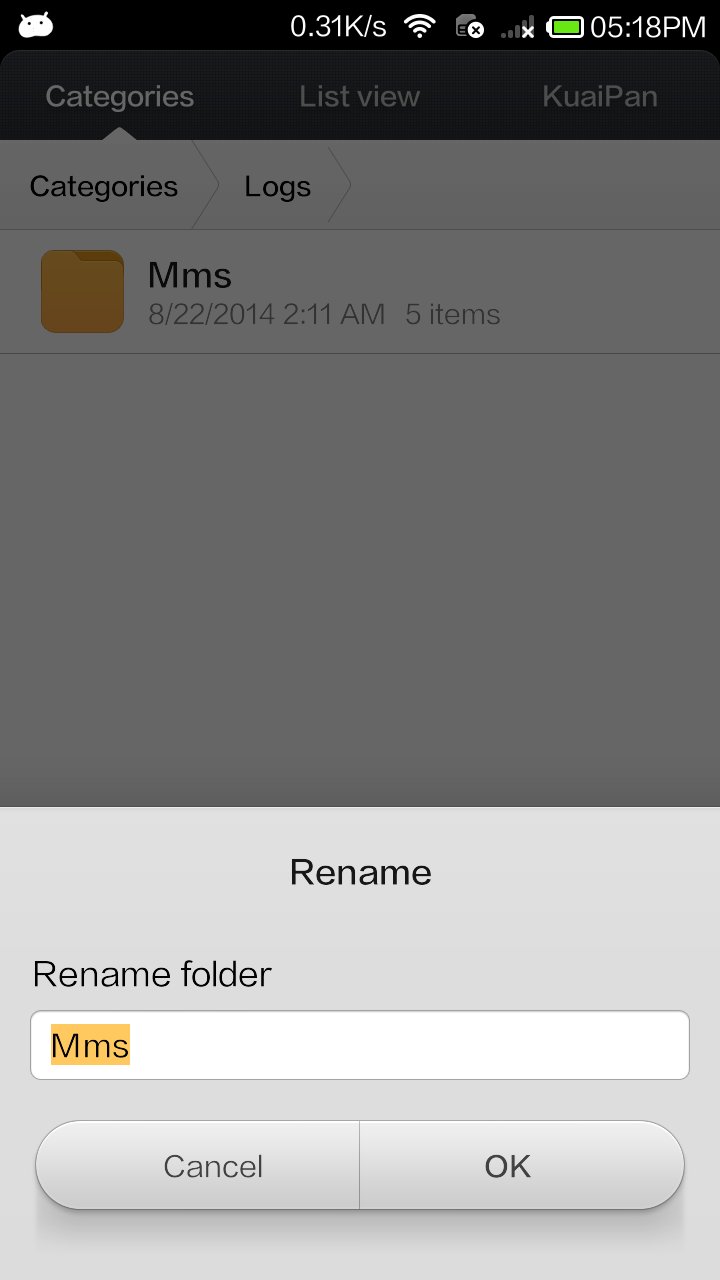 0.31K/s 05:18PM
Categories List view KuaiPan
Categories Logs
Mms
8/22/2014 2:11 AM 5 items
Rename
Rename folder
Mms
Cancel OK